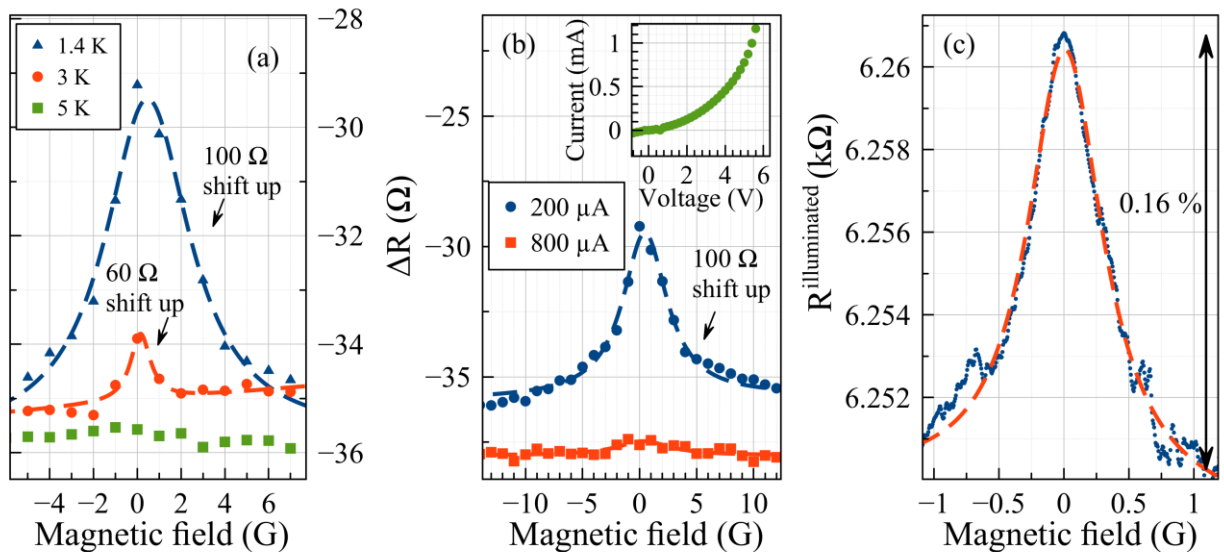 (a)
1.4 K
3 K
5 K
100 Ω
shift up
60 Ω
shift up
−28
−30
−32
−34
−36
−4 −2 0 2 4 6
Magnetic field (G)
ΔR (Ω)
(b)
−25
−30
−35
200 µA
800 µA
100 Ω
shift up
Current (mA)
1
0.5
0
0 2 4 6
Voltage (V)
−10 −5 0 5 10
Magnetic field (G)
(c)
R^illuminated (kΩ)
6.26
6.258
6.256
6.254
6.252
0.16 %
−1 −0.5 0 0.5 1
Magnetic field (G)